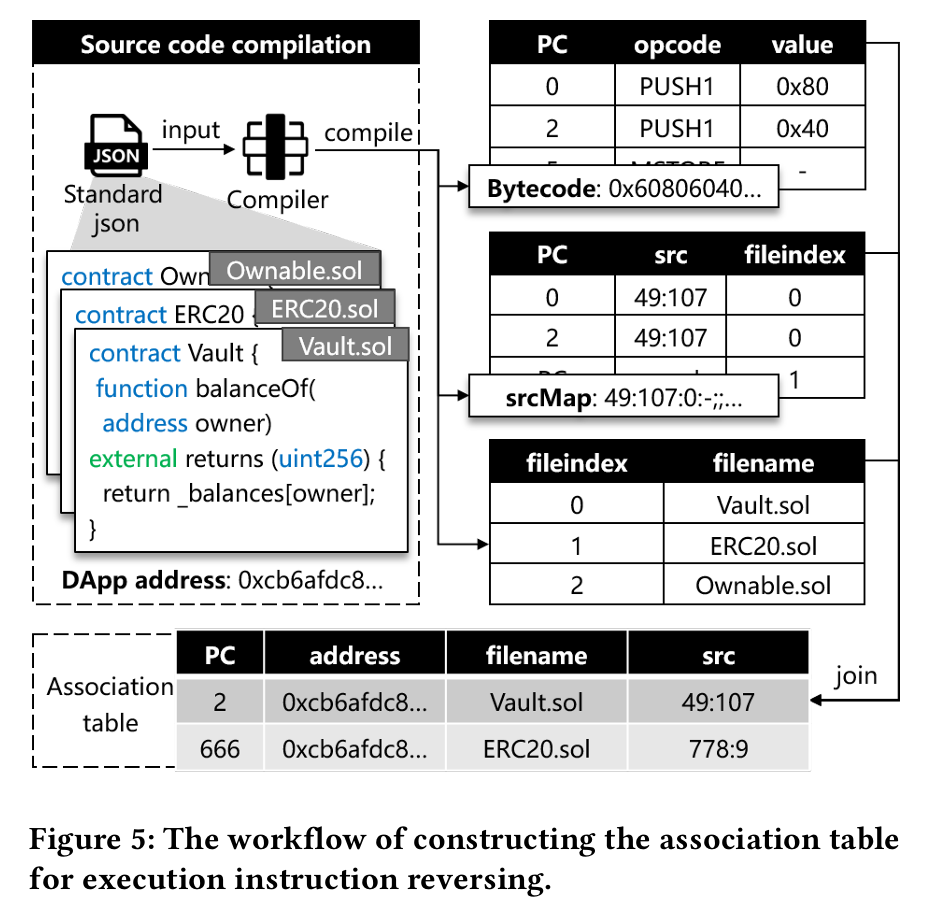 Source code compilation
JSON
Standard
json
input
Compiler
compile
contract Own
Ownable.sol
contract ERC20 {
ERC20.sol
contract Vault {
Vault.sol
function balanceOf(
address owner)
external returns (uint256) {
return _balances[owner];
}
DApp address: 0xcb6afdc8...
PC opcode value
0 PUSH1 0x80
2 PUSH1 0x40
-
Bytecode: 0x60806040...
PC src fileindex
0 49:107 0
2 49:107 0
1
srcMap: 49:107:0:-;;...
fileindex filename
0 Vault.sol
1 ERC20.sol
2 Ownable.sol
join
Association
table
PC address filename src
2 0xcb6afdc8... Vault.sol 49:107
666 0xcb6afdc8... ERC20.sol 778:9
Figure 5: The workflow of constructing the association table
for execution instruction reversing.